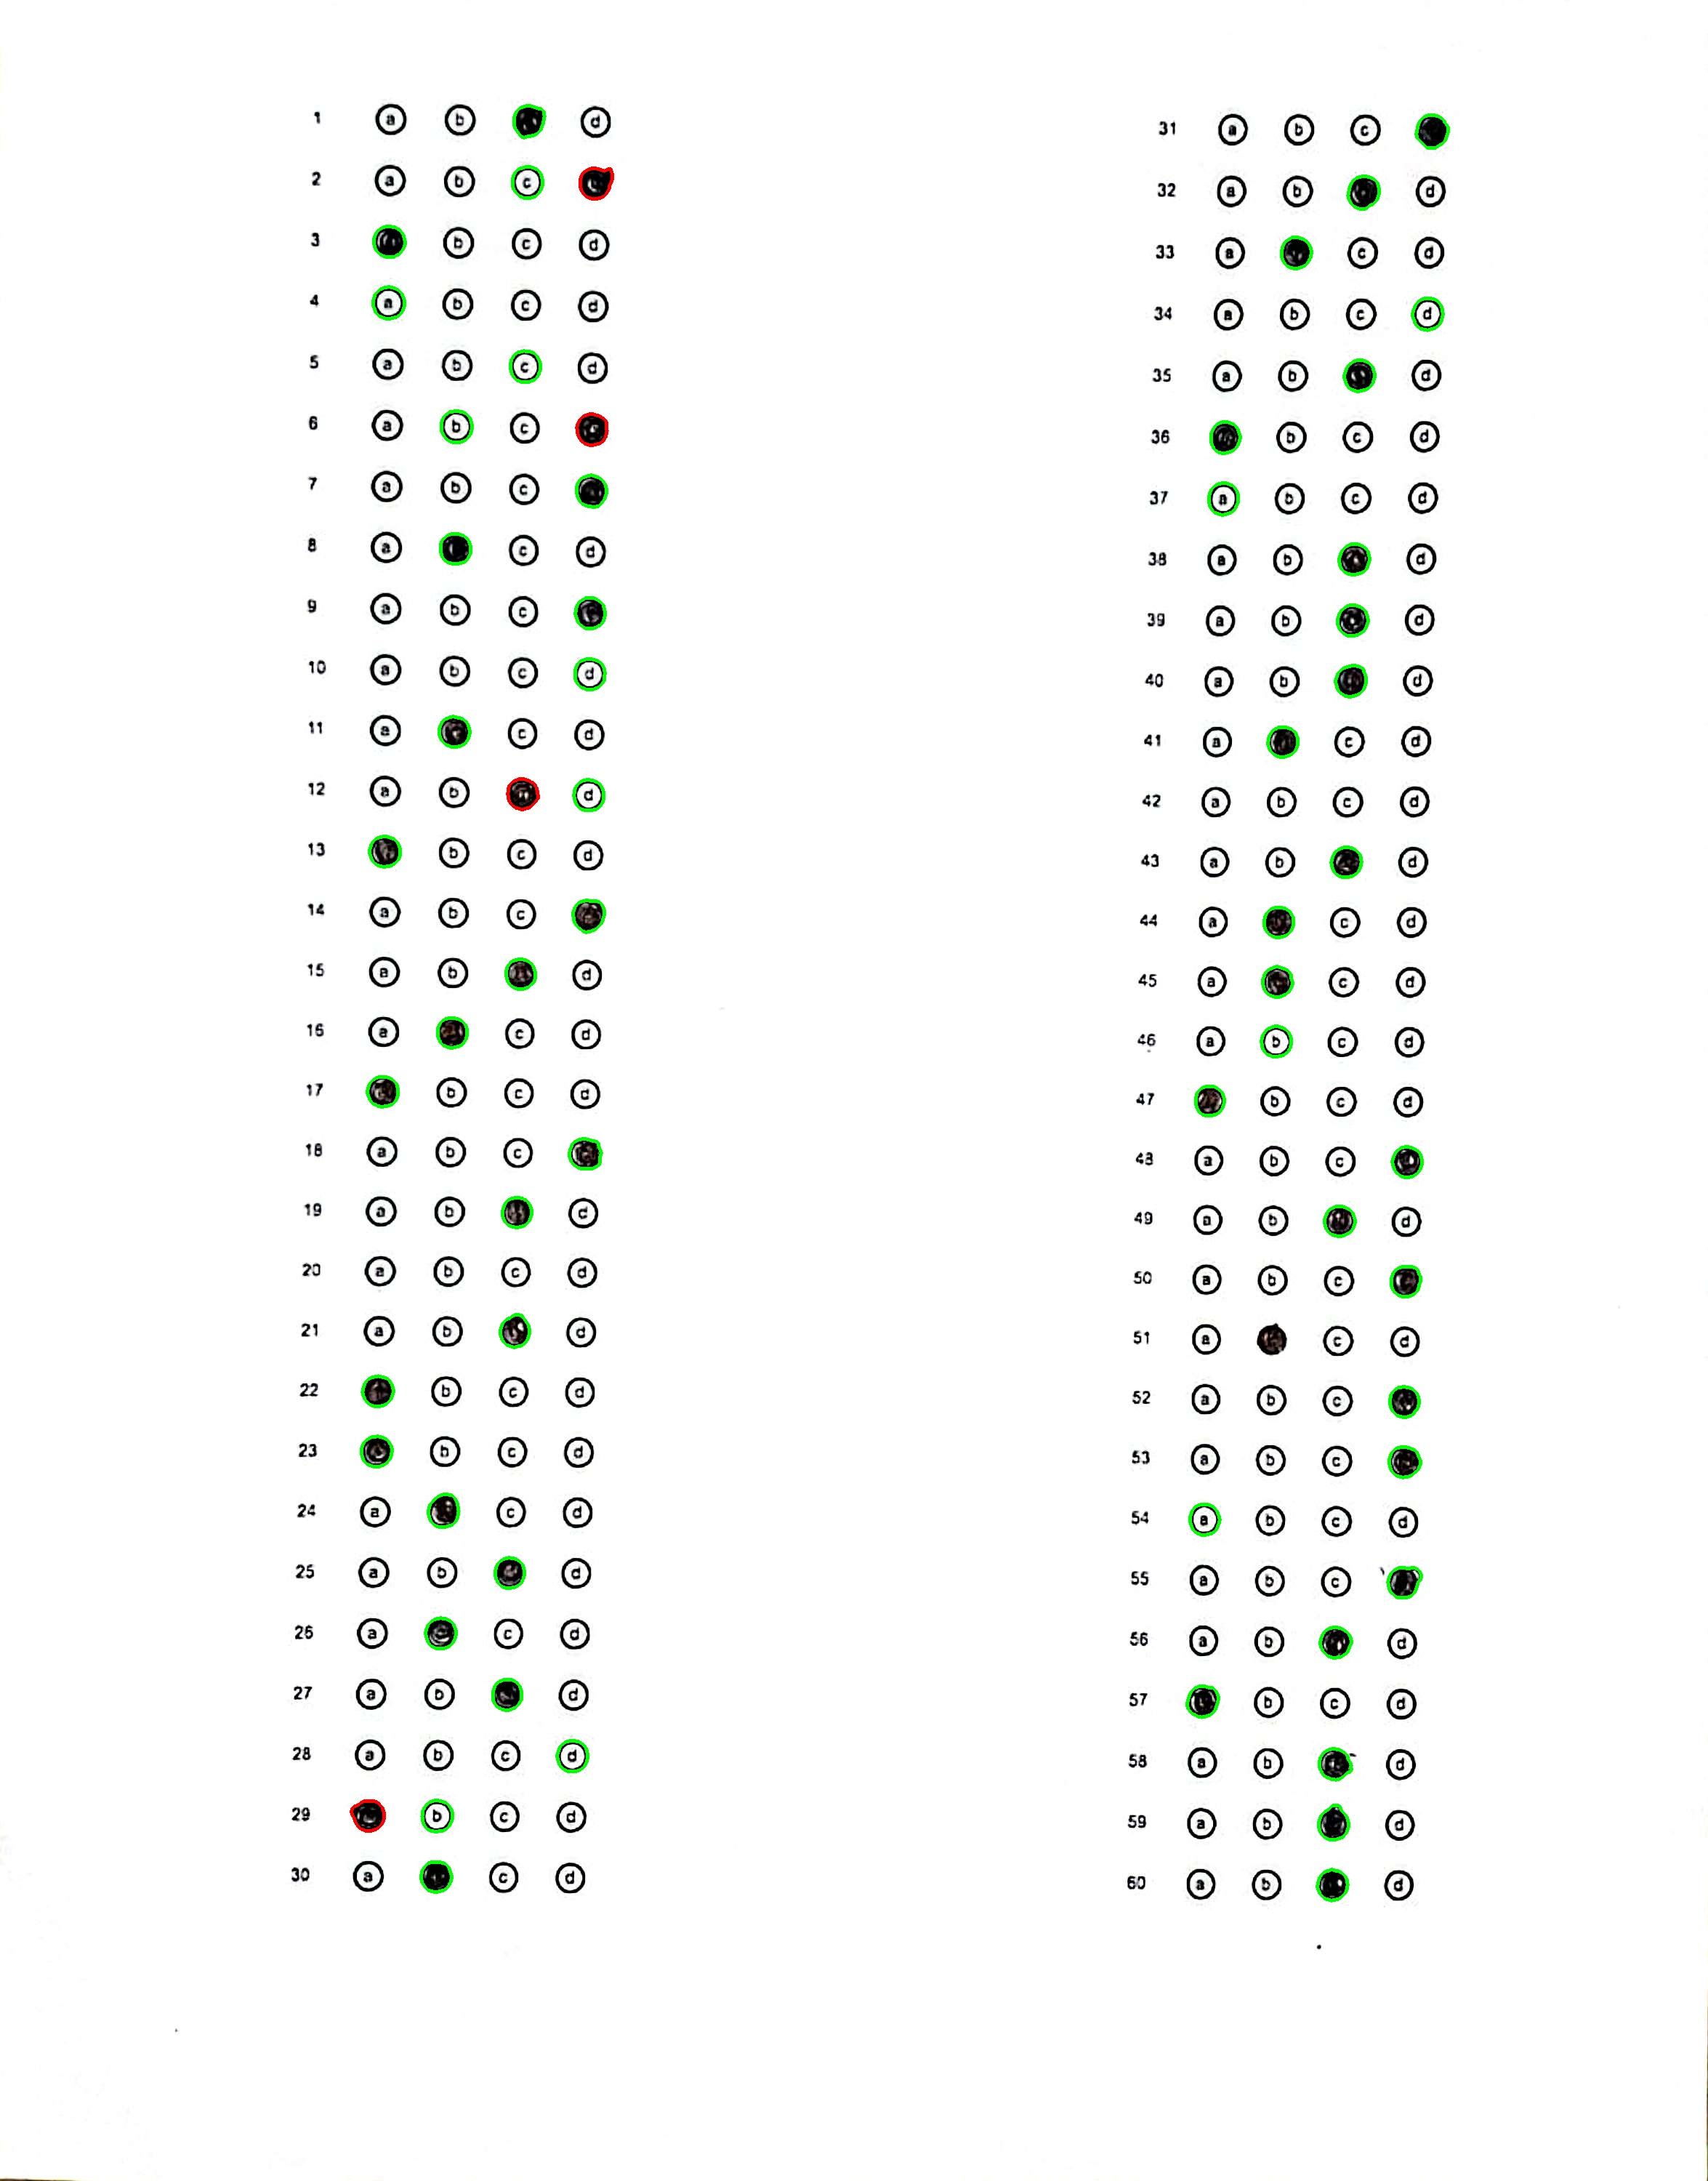 1 a b d
2 a b c
3 b c d
4 a b c d
5 a b c d
6 a b c
7 a b c
8 a c d
9 a b c
10 a b c d
11 a c d
12 a b d
13 b c d
14 a b c
15 a b d
16 a c d
17 b c d
18 a b c
19 a b d
20 a b c d
21 a b d
22 b c d
23 b c d
24 a c d
25 a b d
26 a c d
27 a b d
28 a b c d
29 b c d
30 a c d
31 a b c
32 a b d
33 a c d
34 a b c d
35 a b d
36 b c d
37 a b c d
38 a b d
39 a b d
40 a b d
41 a c d
42 a b c d
43 a b d
44 a c d
45 a c d
46 a b c d
47 b c d
48 a b c
49 a b d
50 a b c
51 a c d
52 a b c
53 a b c
54 a b c d
55 a b c
56 a b d
57 b c d
58 a b d
59 a b d
60 a b d